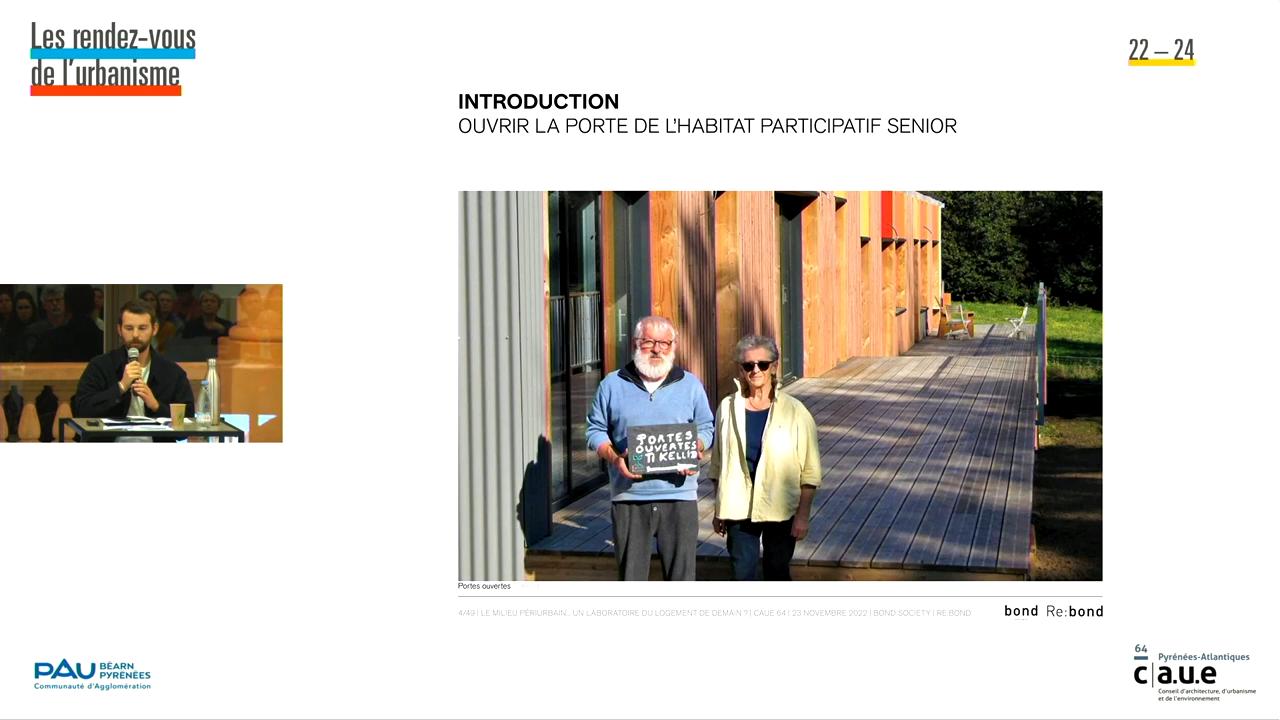 Les rendez-vous
de l'urbanisme
22 – 24
INTRODUCTION
OUVRIR LA PORTE DE L'HABITAT PARTICIPATIF SENIOR
PORTES
OUVERTES
TI KELLID
Portes ouvertes
4/49 | LE MILIEU PÉRIURBAIN... UN LABORATOIRE DU LOGEMENT DE DEMAIN ? | CAUE 64 | 23 NOVEMBRE 2022 | BOND SOCIETY | RE:BOND
bond Re:bond
PAU BÉARN
PYRÉNÉES
Communauté d'Agglomération
64
Pyrénées-Atlantiques
c|a.u.e
Conseil d'architecture, d'urbanisme
et de l'environnement